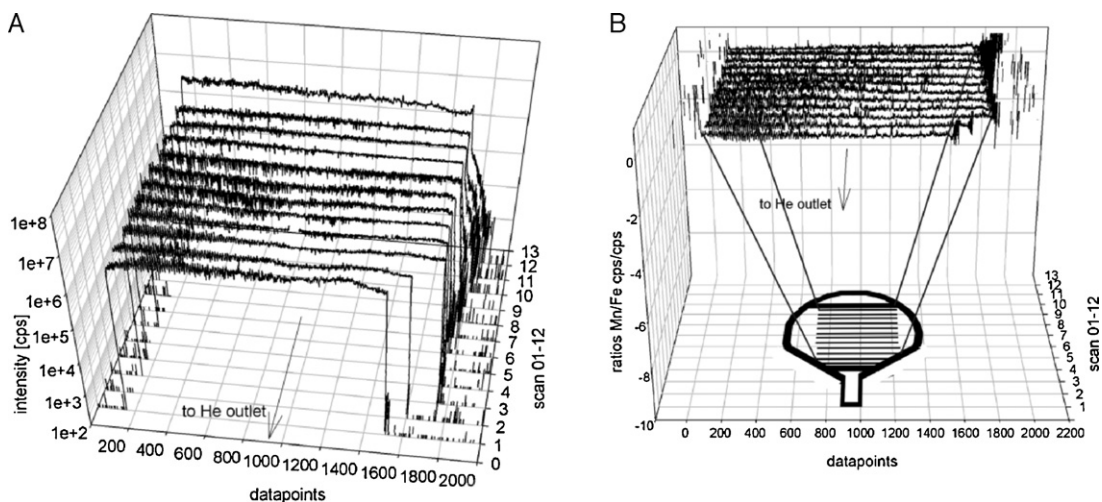 A
1e+8
1e+7
1e+6
1e+5
1e+4
1e+3
1e+2
intensity [cps]
to He outlet
200 400 600 800 1000 1200 1400 1600 1800 2000
datapoints
13
12
11
10
9
8
7
6
5
4
3
2
1
0
scan 01-12
B
0
-2
-4
-6
-8
-10
ratios Mn/Fe cps/cps
to He outlet
13
12
11
10
9
8
7
6
5
4
3
2
1
scan 01-12
0 200 400 600 800 1000 1200 1400 1600 1800 2000 2200
datapoints